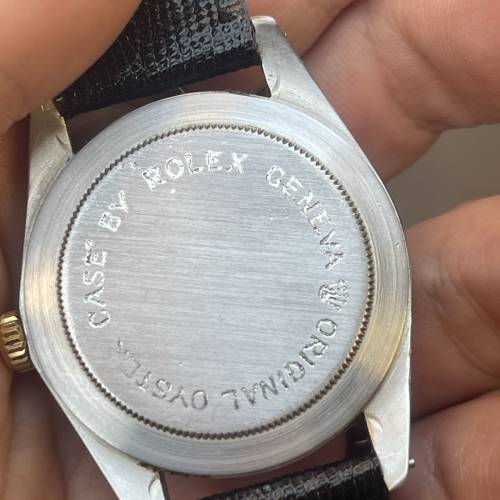 ORIGINAL OYSTER CASE BY ROLEX GENEVA